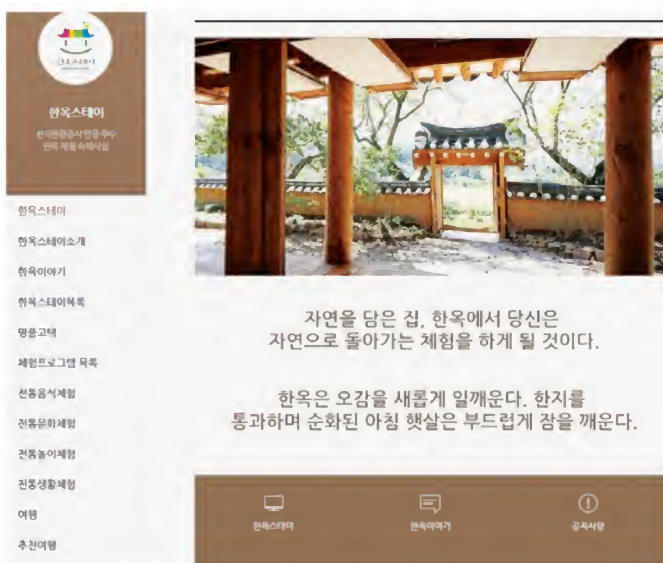 한옥스테이
한옥스테이
한국관광공사 인증 우수
한옥 체험 숙박시설
한옥스테이
한옥스테이소개
한옥이야기
한옥스테이목록
명품고택
체험프로그램 목록
전통음식체험
전통문화체험
전통놀이체험
전통생활체험
여행
추천여행
자연을 담은 집, 한옥에서 당신은
자연으로 돌아가는 체험을 하게 될 것이다.
한옥은 오감을 새롭게 일깨운다. 한지를
통과하며 순화된 아침 햇살은 부드럽게 잠을 깨운다.
한옥스테이
한옥이야기
공지사항